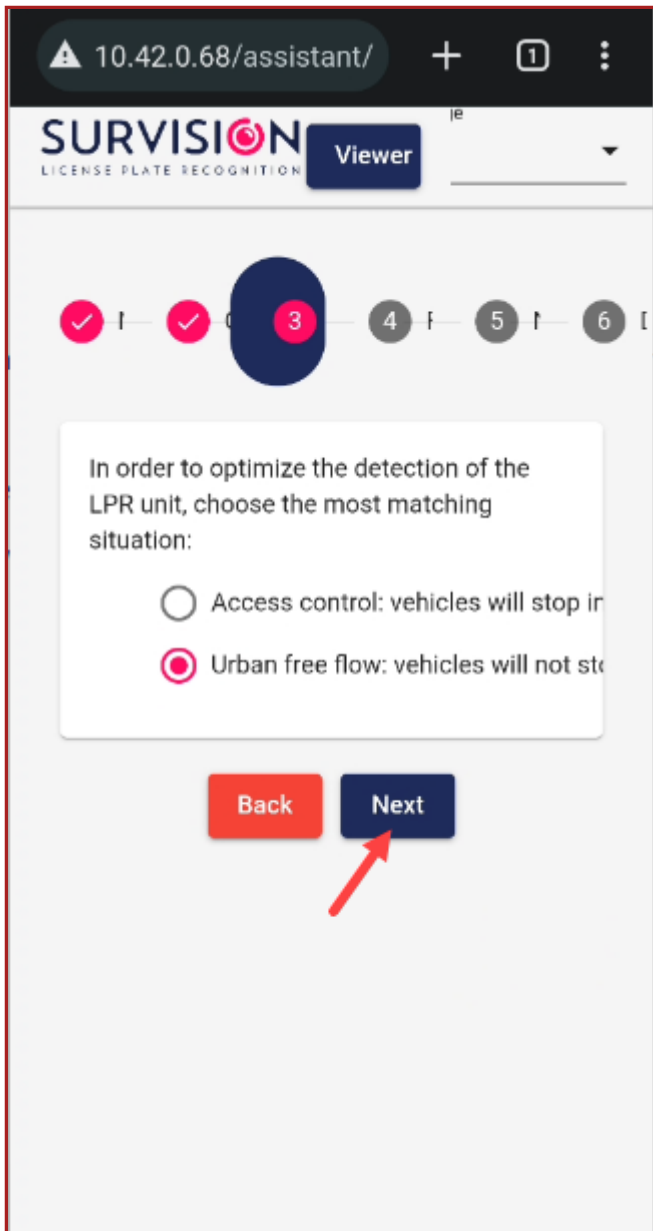 10.42.0.68/assistant/
1
SURVISION
LICENSE PLATE RECOGNITION
Viewer
3
4
5
6
In order to optimize the detection of the
LPR unit, choose the most matching
situation:
Access control: vehicles will stop
Urban free flow: vehicles will not
Back
Next